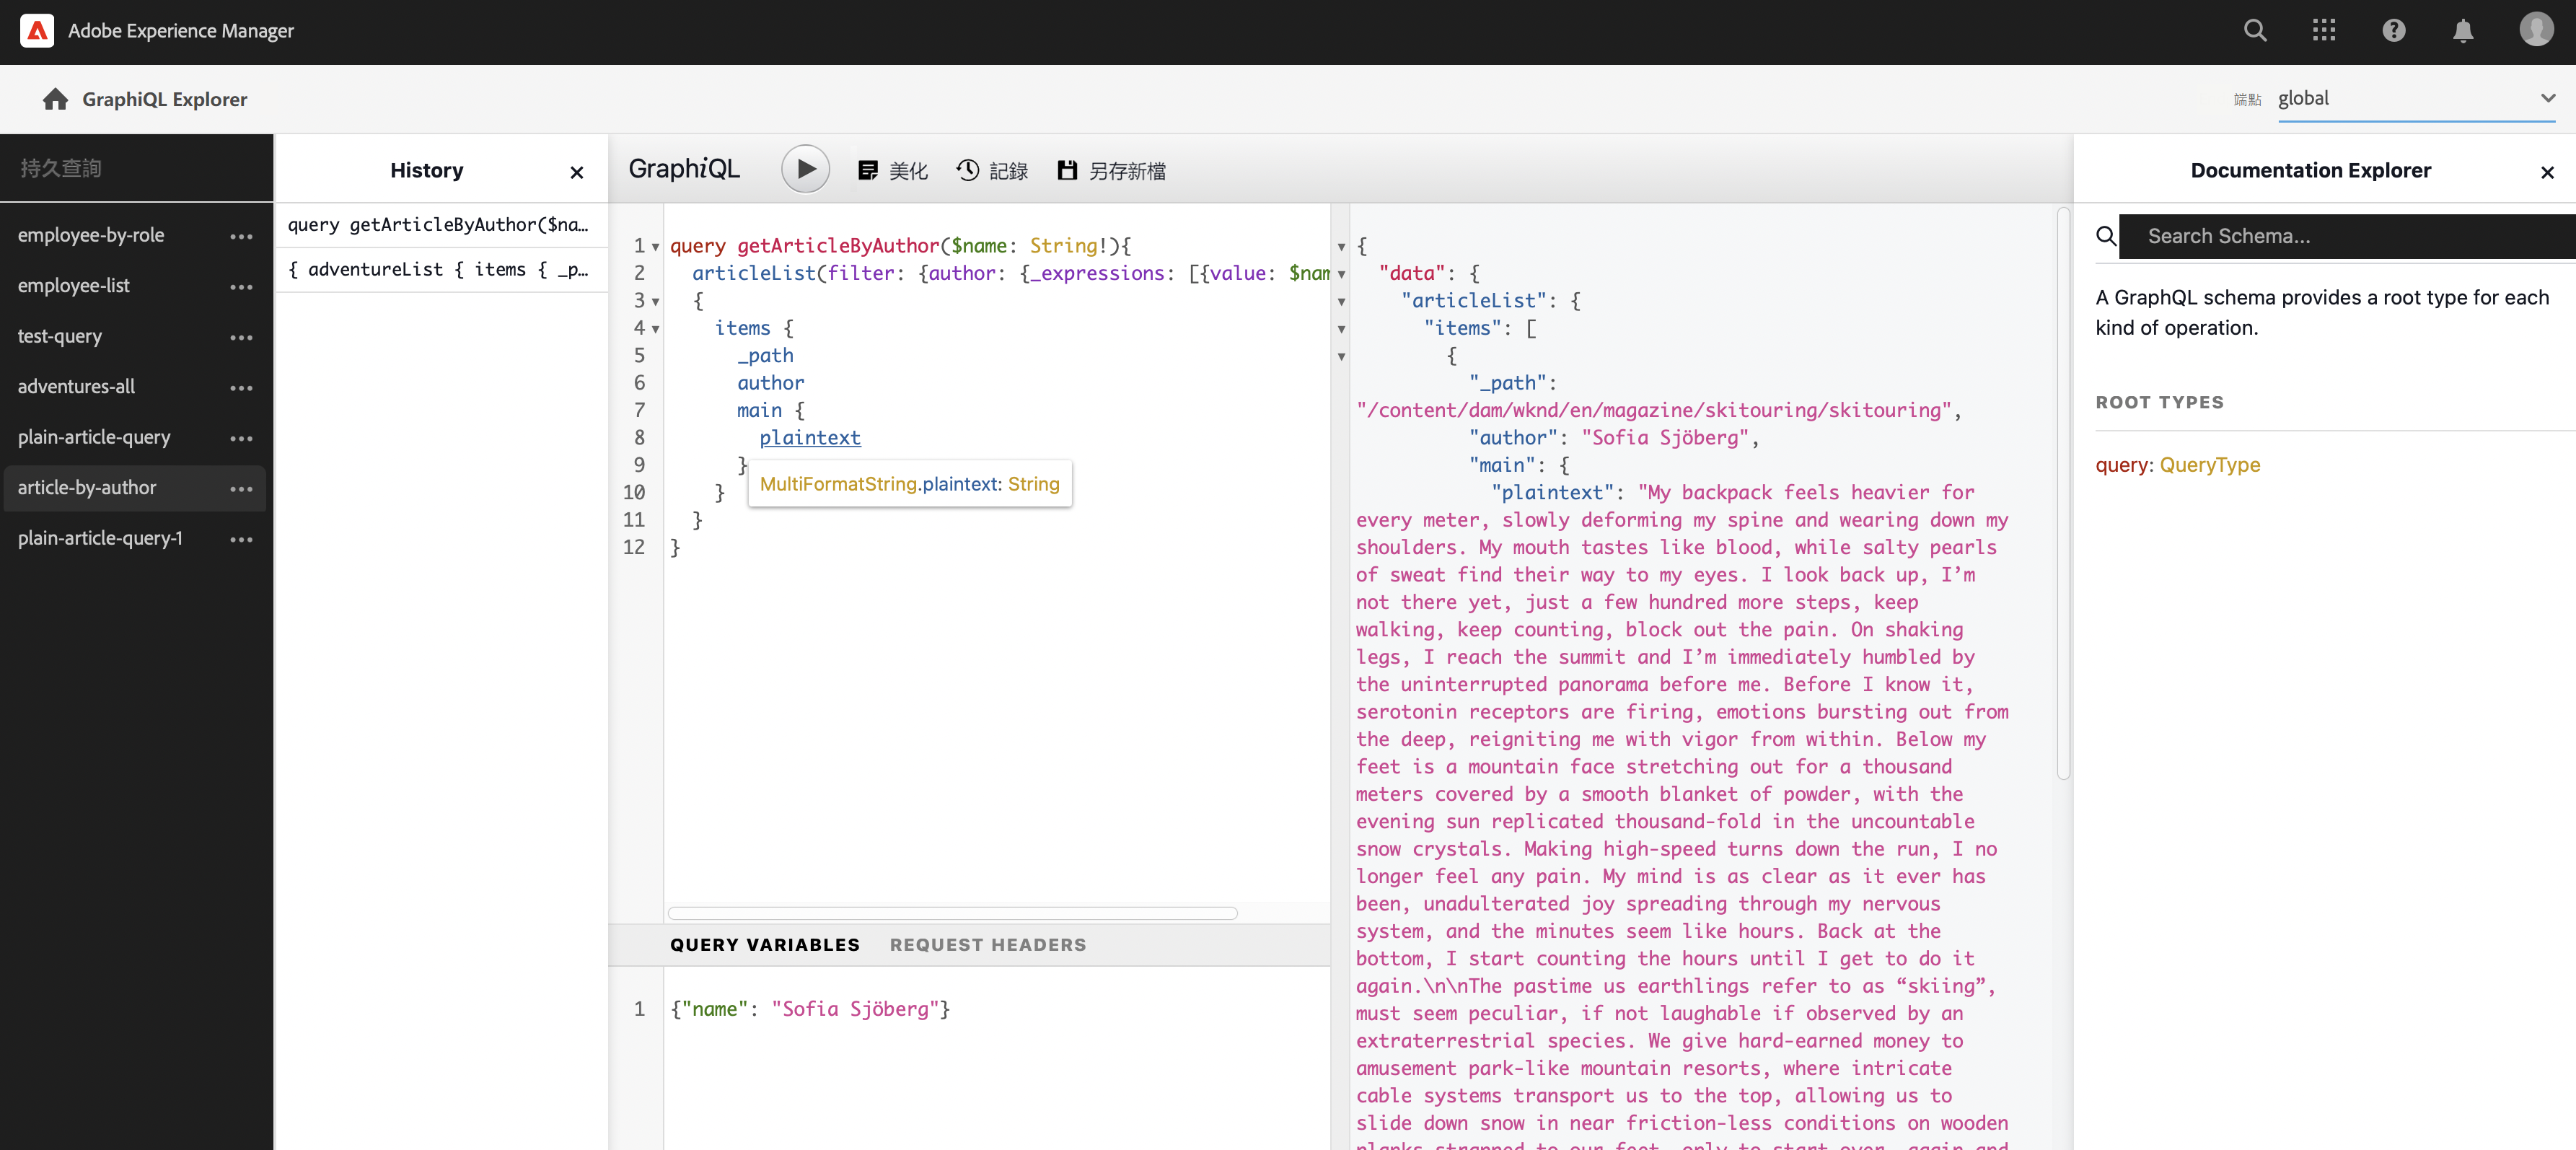 Adobe Experience Manager
GraphiQL Explorer
端點 global
持久查詢
employee-by-role
employee-list
test-query
adventures-all
plain-article-query
article-by-author
plain-article-query-1
History
query getArticleByAuthor($na...
{ adventureList { items { _p...
GraphiQL
美化
記錄
另存新檔
1 query getArticleByAuthor($name: String!){
2 articleList(filter: {author: {_expressions: [{value: $nam
3 {
4 items {
5 _path
6 author
7 main {
8 plaintext
9 }
MultiFormatString.plaintext: String
10 }
11 }
12 }
QUERY VARIABLES REQUEST HEADERS
1 {"name": "Sofia Sjöberg"}
{
"data": {
"articleList": {
"items": [
{
"_path":
"/content/dam/wknd/en/magazine/skitouring/skitouring",
"author": "Sofia Sjöberg",
"main": {
"plaintext": "My backpack feels heavier for
every meter, slowly deforming my spine and wearing down my
shoulders. My mouth tastes like blood, while salty pearls
of sweat find their way to my eyes. I look back up, I’m
not there yet, just a few hundred more steps, keep
walking, keep counting, block out the pain. On shaking
legs, I reach the summit and I’m immediately humbled by
the uninterrupted panorama before me. Before I know it,
serotonin receptors are firing, emotions bursting out from
the deep, reigniting me with vigor from within. Below my
feet is a mountain face stretching out for a thousand
meters covered by a smooth blanket of powder, with the
evening sun replicated thousand-fold in the uncountable
snow crystals. Making high-speed turns down the run, I no
longer feel any pain. My mind is as clear as it ever has
been, unadulterated joy spreading through my nervous
system, and the minutes seem like hours. Back at the
bottom, I start counting the hours until I get to do it
again.\n\nThe pastime us earthlings refer to as “skiing”,
must seem peculiar, if not laughable if observed by an
extraterrestrial species. We give hard-earned money to
amusement park-like mountain resorts, where intricate
cable systems transport us to the top, allowing us to
slide down snow in near friction-less conditions on wooden
planks strapped to our feet, only to start over, again and
Documentation Explorer
Search Schema...
A GraphQL schema provides a root type for each
kind of operation.
ROOT TYPES
query: QueryType